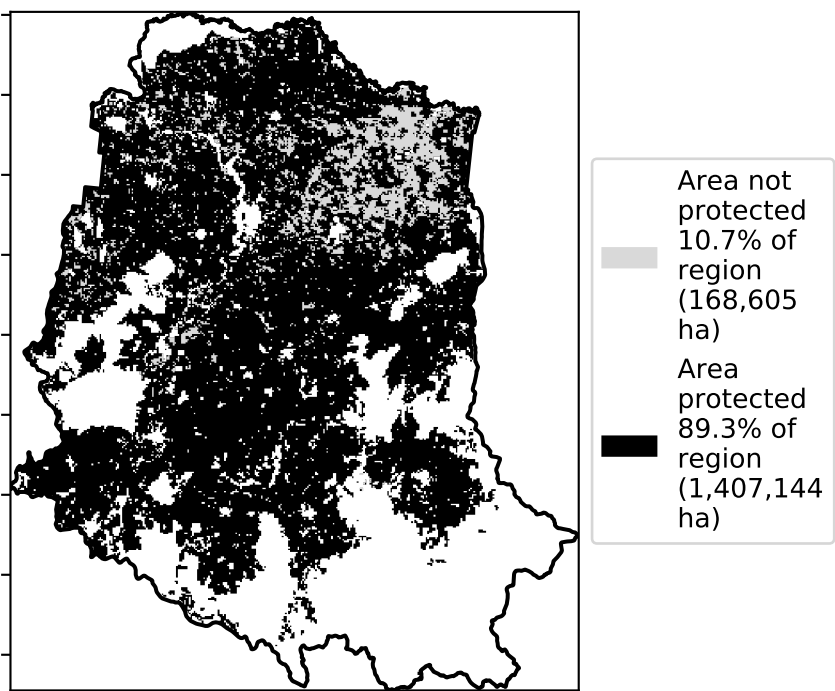 Area not
protected
10.7% of
region
(168,605
ha)
Area
protected
89.3% of
region
(1,407,144
ha)